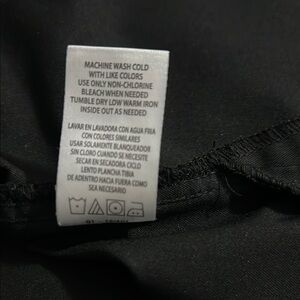 MACHINE WASH COLD
WITH LIKE COLORS
USE ONLY NON-CHLORINE
BLEACH WHEN NEEDED
TUMBLE DRY LOW WARM IRON
INSIDE OUT AS NEEDED
LAVAR EN LAVADORA CON AGUA FRIA
CON COLORES SIMILARES
USAR SOLAMENTE BLANQUEADOR
SIN CLORO CUANDO SE NECESITE
SECAR EN SECADORA CICLO
LENTO PLANCHA TIBIA
DE ADENTRO HACIA FUERA COMO
SEA NECESARIO